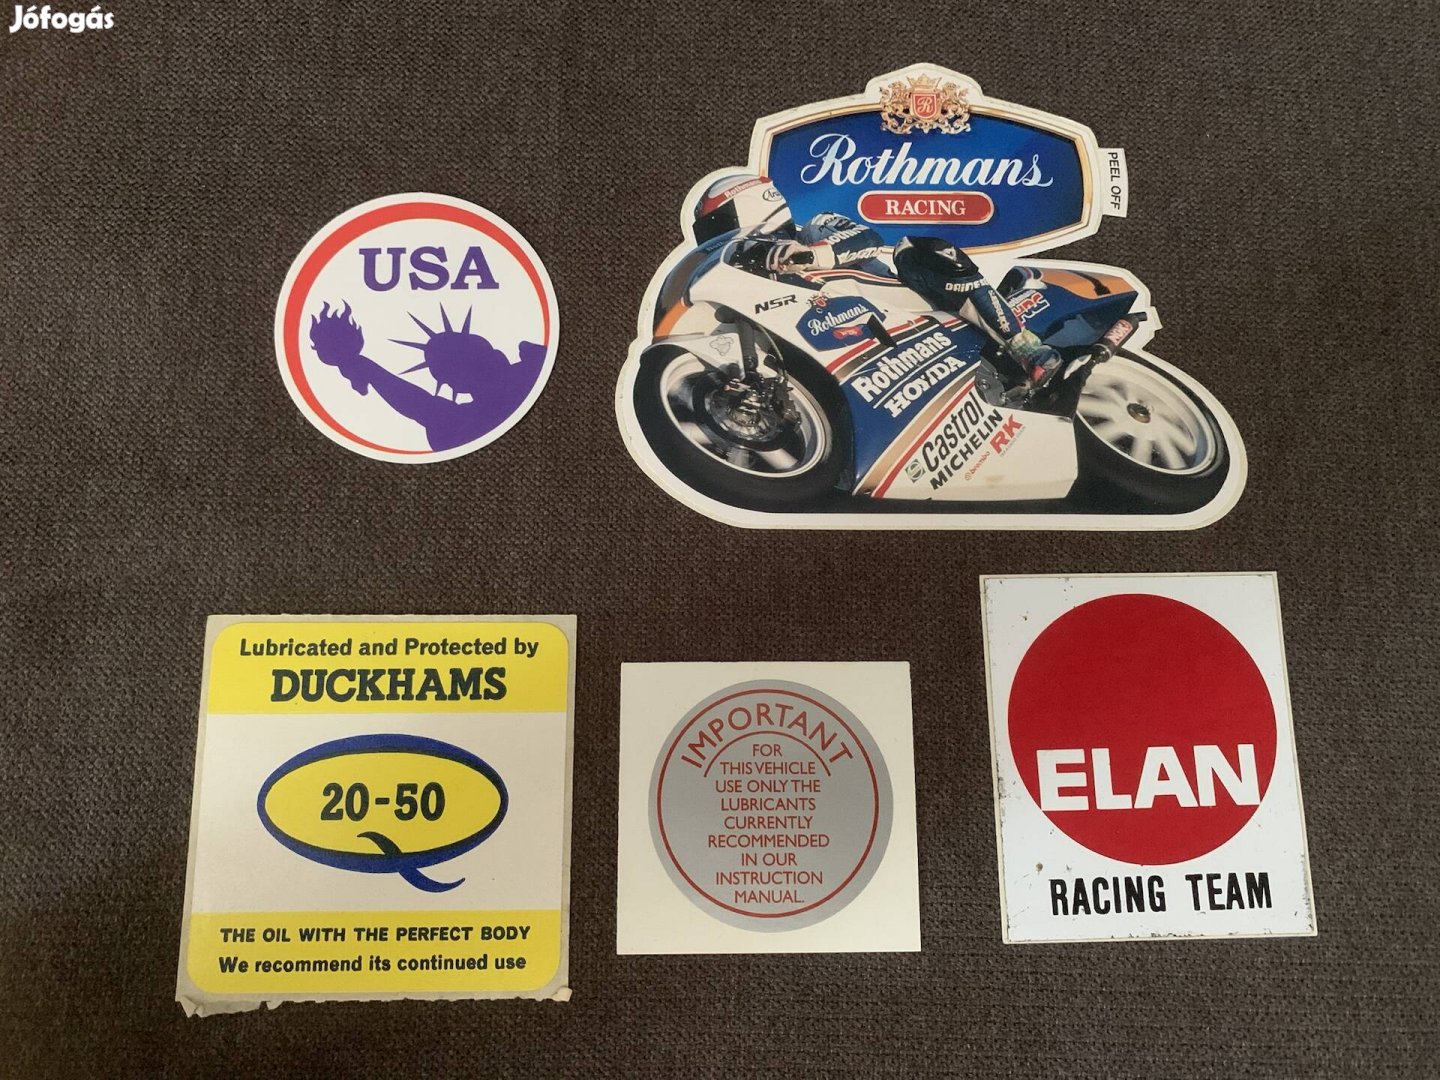 Jófogás
Rothmans
RACING
PEEL OFF
USA
NSR
Rothmans
Rothmans
HONDA
Castrol
MICHELIN
brembo
RK
HRC
Lubricated and Protected by
DUCKHAMS
20-50
Q
THE OIL WITH THE PERFECT BODY
We recommend its continued use
IMPORTANT
FOR
THIS VEHICLE
USE ONLY THE
LUBRICANTS
CURRENTLY
RECOMMENDED
IN OUR
INSTRUCTION
MANUAL.
ELAN
RACING TEAM